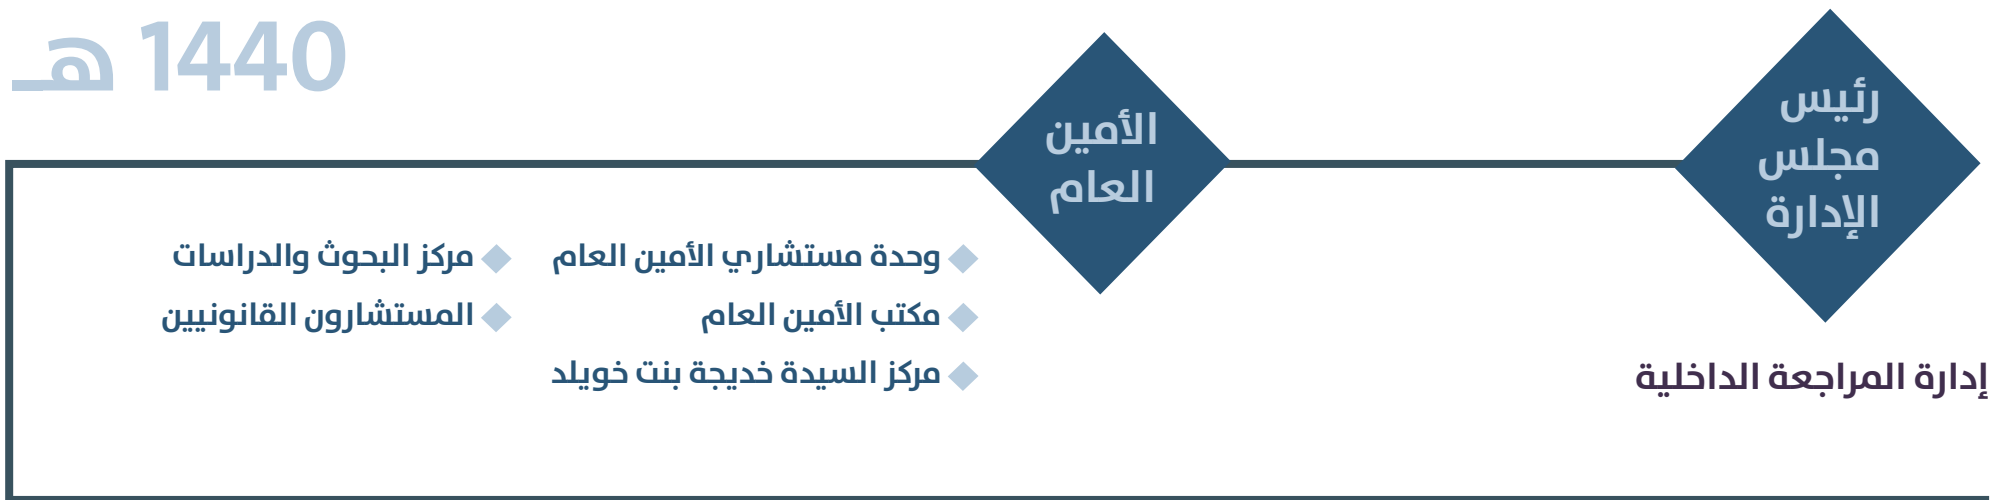 1440 هـ
رئيس
مجلس
الإدارة
إدارة المراجعة الداخلية
الأمين
العام
وحدة مستشاري الأمين العام
مكتب الأمين العام
مركز السيدة خديجة بنت خويلد
مركز البحوث والدراسات
المستشارون القانونيين